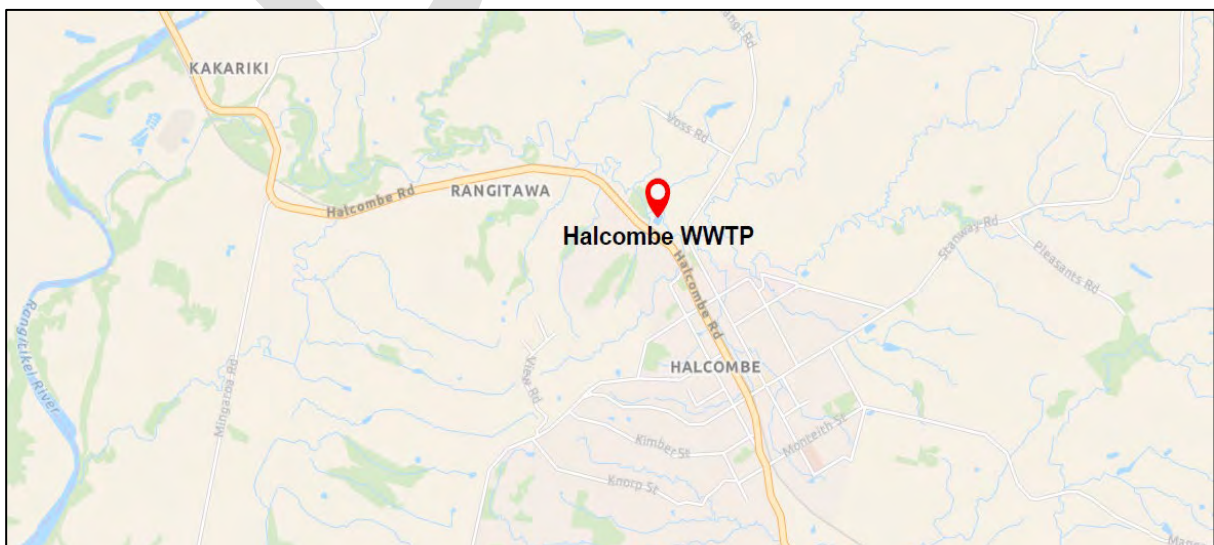 KAKARIKI
Voss Rd
RANGITAWA
Halcombe Rd
Halcombe WWTP
Stanway Rd
Pleasants Rd
Halcombe Rd
Rangitikei River
Mingaroa Rd
View Rd
HALCOMBE
Kimber St
Monteith St
Knorp St